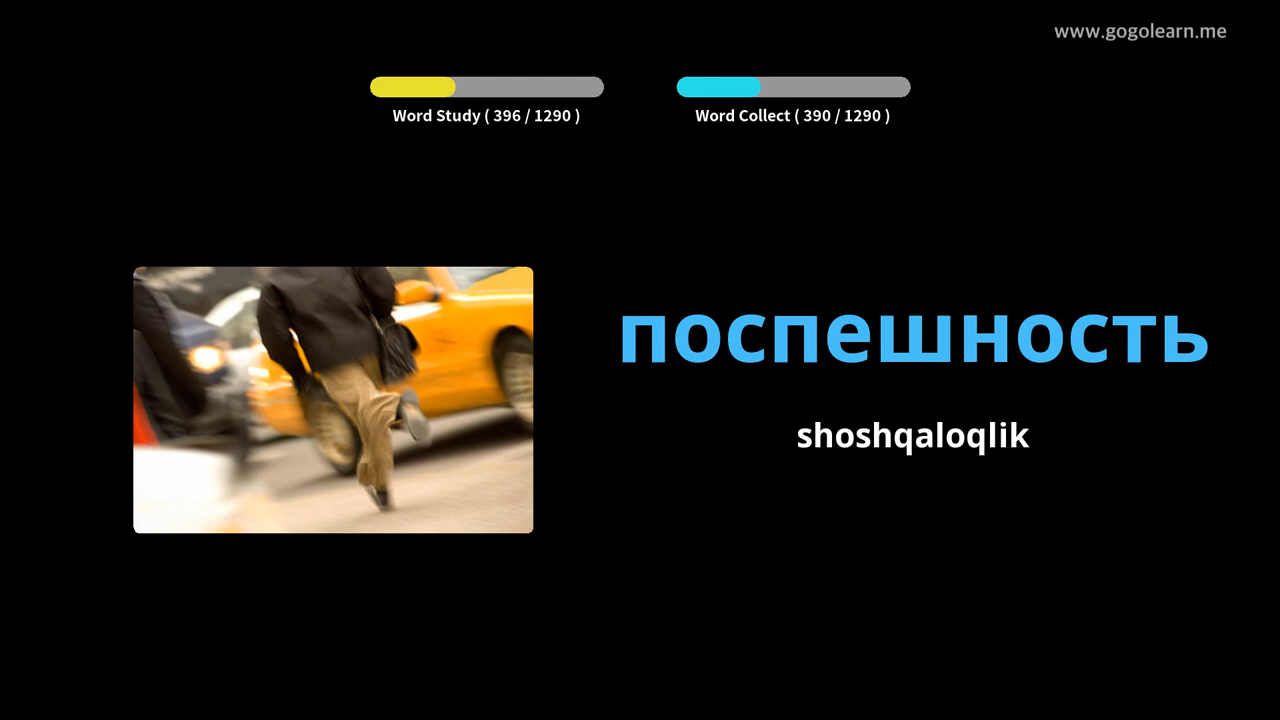 www.gogolearn.me
Word Study ( 396 / 1290 )
Word Collect ( 390 / 1290 )
поспешность
shoshqaloqlik